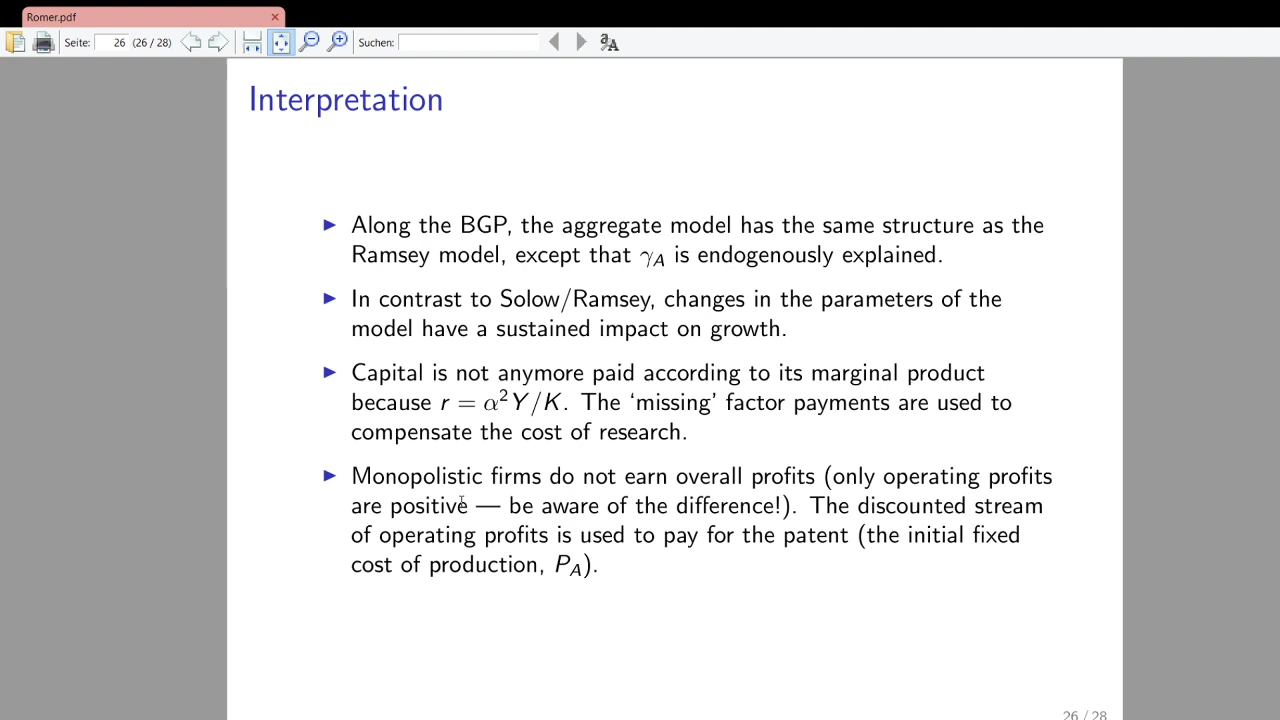 Romer.pdf
Seite: 26 (26 / 28) Suchen:
Interpretation
Along the BGP, the aggregate model has the same structure as the
Ramsey model, except that γA is endogenously explained.
In contrast to Solow/Ramsey, changes in the parameters of the
model have a sustained impact on growth.
Capital is not anymore paid according to its marginal product
because r = α²Y/K. The ‘missing’ factor payments are used to
compensate the cost of research.
Monopolistic firms do not earn overall profits (only operating profits
are positive — be aware of the difference!). The discounted stream
of operating profits is used to pay for the patent (the initial fixed
cost of production, PA).
26 / 28